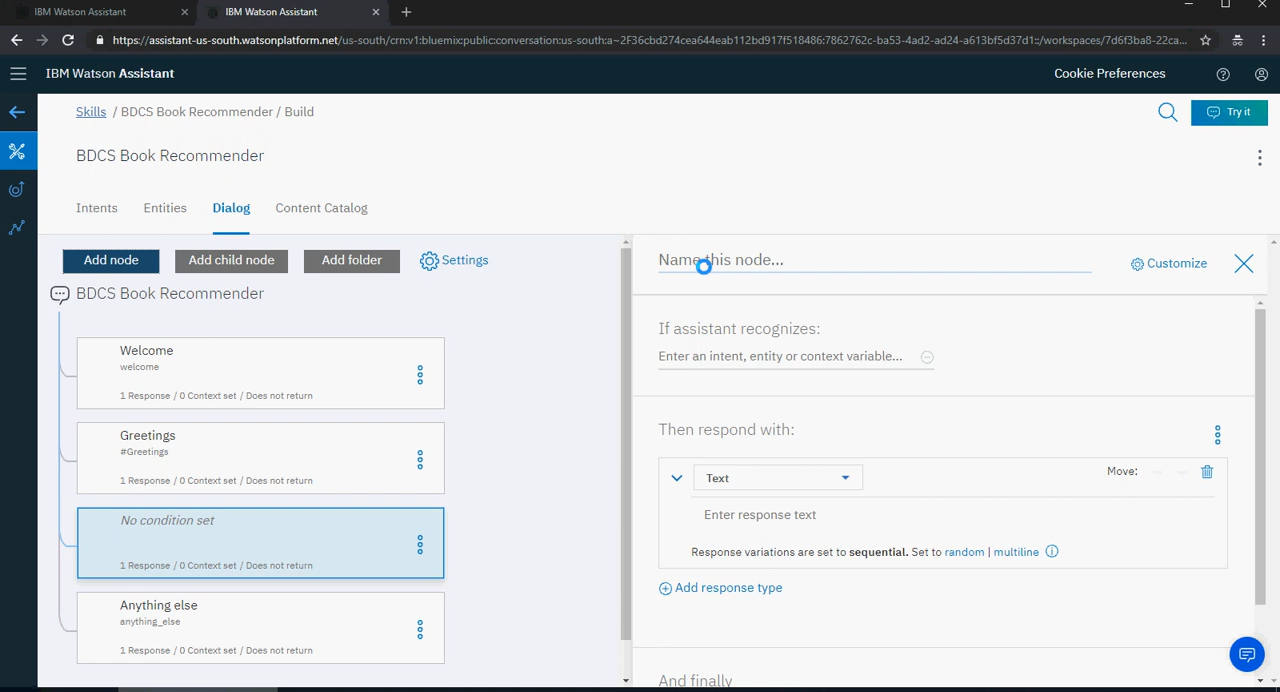 IBM Watson Assistant
IBM Watson Assistant
https://assistant-us-south.watsonplatform.net/us-south/crn:v1:bluemixpublic:conversation:us-south:a~2F36cbd274cea644eab112bd917f518486:7862762c-ba53-4ad2-ad24-a613bf5d37d1::/workspaces/7d6f3ba8-22ca...
IBM Watson Assistant
Cookie Preferences
Skills / BDCS Book Recommender / Build
Try it
BDCS Book Recommender
Intents
Entities
Dialog
Content Catalog
Add node
Add child node
Add folder
Settings
BDCS Book Recommender
Welcome
welcome
1 Response / 0 Context set / Does not return
Greetings
#Greetings
1 Response / 0 Context set / Does not return
No condition set
1 Response / 0 Context set / Does not return
Anything else
anything_else
1 Response / 0 Context set / Does not return
Name this node...
Customize
If assistant recognizes:
Enter an intent, entity or context variable...
Then respond with:
Text
Move:
Enter response text
Response variations are set to sequential. Set to random | multiline
Add response type
And finally